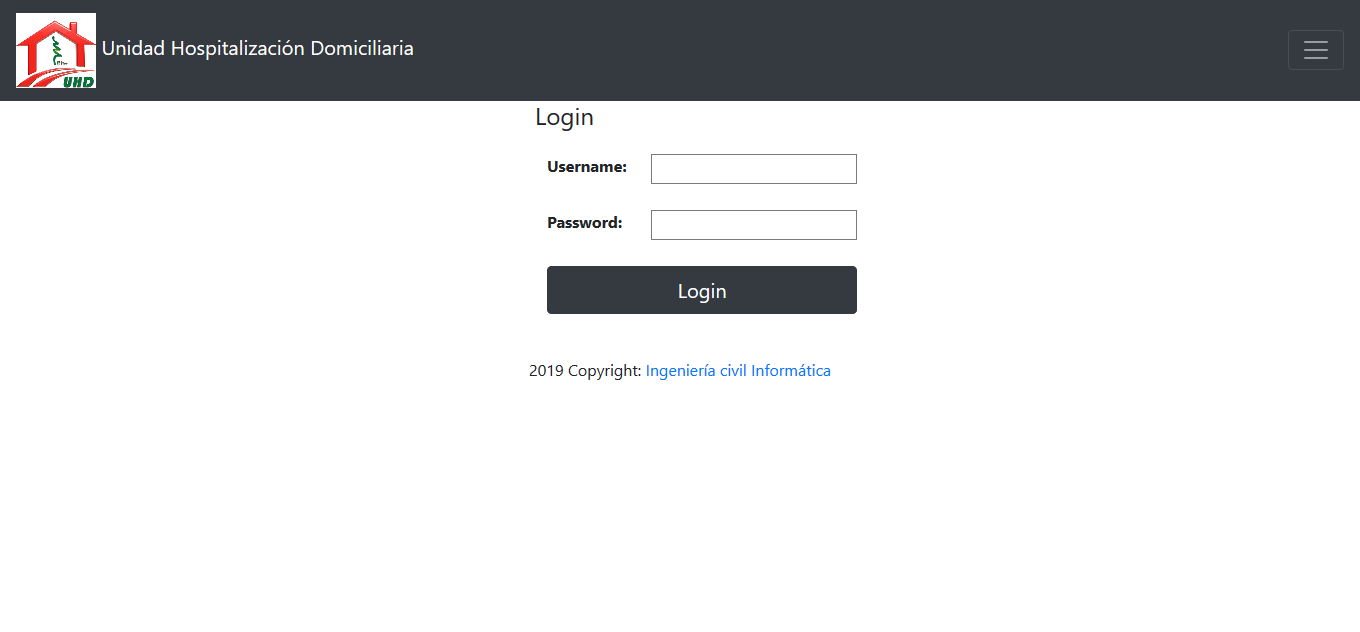 Unidad Hospitalización Domiciliaria
UHD
Login
Username:
Password:
Login
2019 Copyright: Ingeniería civil Informática